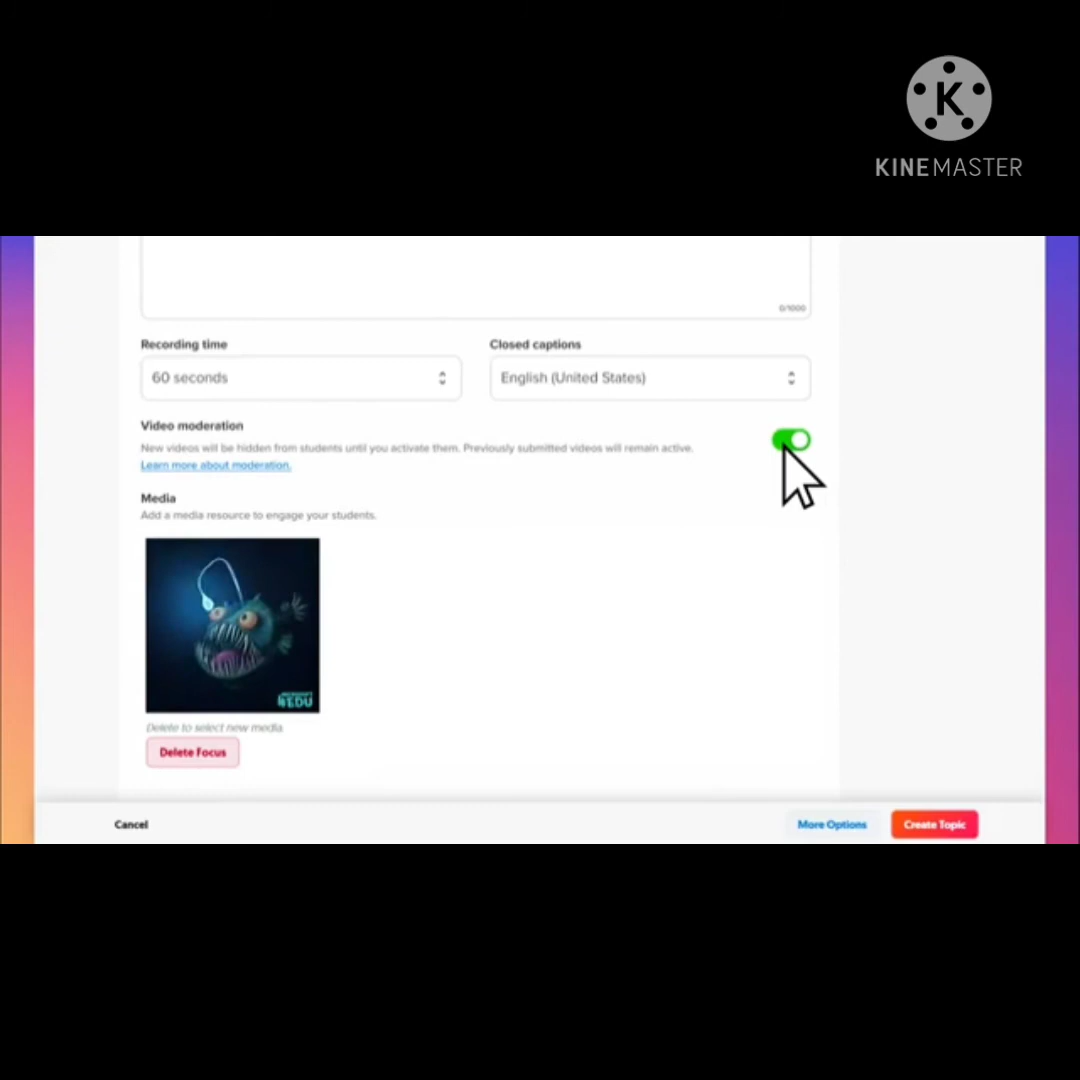 K
KINEMASTER
0/1000
Recording time
Closed captions
60 seconds
English (United States)
Video moderation
New videos will be hidden from students until you activate them. Previously submitted videos will remain active.
Learn more about moderation.
Media
Add a media resource to engage your students.
MICROSOFT
EDU
Delete to select new media
Delete Focus
Cancel
More Options
Create Topic